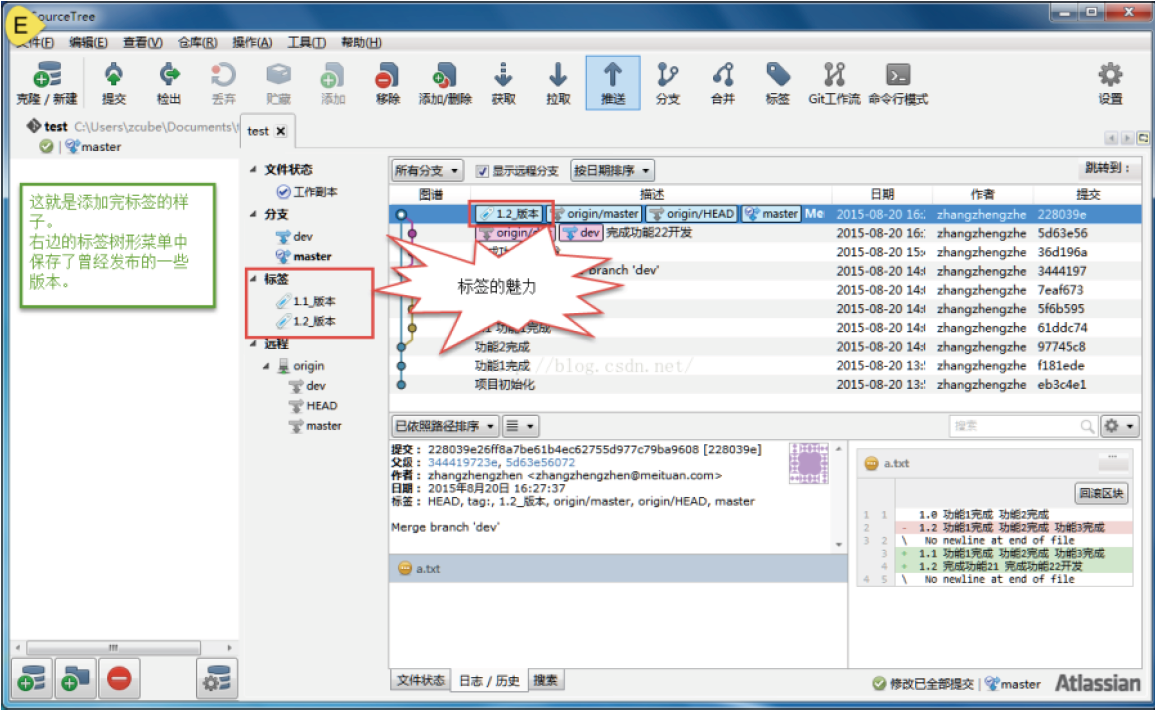 E
SourceTree
文件(F) 编辑(E) 查看(V) 仓库(R) 操作(A) 工具(T) 帮助(H)
克隆 / 新建 提交 检出 丢弃 贮藏 添加 移除 添加/删除 获取 拉取 推送 分支 合并 标签 Git工作流 命令行模式 设置
test C:\Users\zcube\Documents\
master
test
这就是添加完标签的样
子。
右边的标签树形菜单中
保存了曾经发布的一些
版本。
文件状态
工作副本
分支
dev
master
标签
1.1_版本
1.2_版本
远程
origin
dev
HEAD
master
所有分支 显示远程分支 按日期排序 跳转到：
图谱 描述 日期 作者 提交
1.2_版本 origin/master origin/HEAD master Me 2015-08-20 16: zhangzhengzhe 228039e
origin/ dev 完成功能22开发 2015-08-20 16: zhangzhengzhe 5d63e56
2015-08-20 15: zhangzhengzhe 36d196a
branch 'dev' 2015-08-20 14: zhangzhengzhe 3444197
2015-08-20 14: zhangzhengzhe 7eaf673
2015-08-20 14: zhangzhengzhe 5f6b595
功能1完成 2015-08-20 14: zhangzhengzhe 61ddc74
功能2完成 2015-08-20 14: zhangzhengzhe 97745c8
功能1完成 2015-08-20 13: zhangzhengzhe f181ede
项目初始化 2015-08-20 13: zhangzhengzhe eb3c4e1
标签的魅力
//blog.csdn.net/
已依照路径排序 搜索
提交： 228039e26ff8a7be61b4ec62755d977c79ba9608 [228039e]
父级： 344419723e, 5d63e56072
作者： zhangzhengzhen <zhangzhengzhen@meituan.com>
日期： 2015年8月20日 16:27:37
标签： HEAD, tag:, 1.2_版本, origin/master, origin/HEAD, master
Merge branch 'dev'
a.txt
a.txt
回滚区块
1 1 1.0 功能1完成 功能2完成
2 - 1.2 功能1完成 功能2完成 功能3完成
3 2 \ No newline at end of file
3 + 1.1 功能1完成 功能2完成 功能3完成
4 + 1.2 完成功能21 完成功能22开发
4 5 \ No newline at end of file
文件状态 日志 / 历史 搜索
修改已全部提交 | master Atlassian